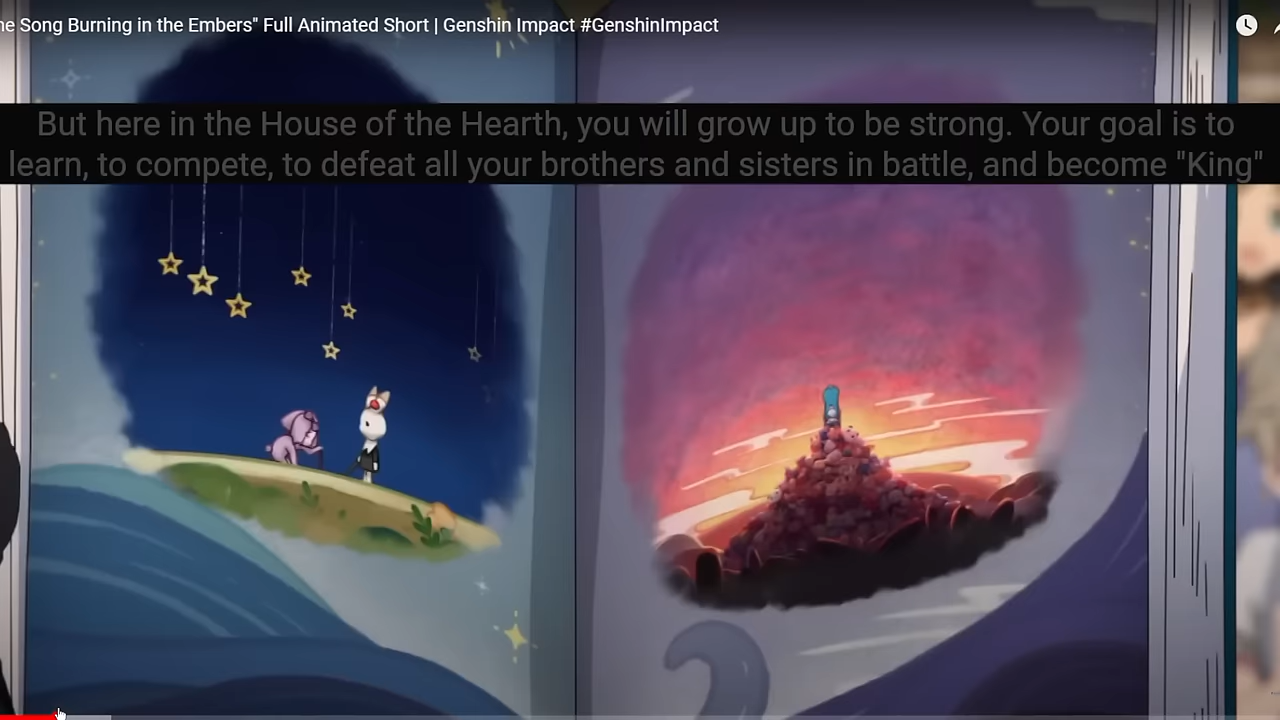 Song Burning in the Embers" Full Animated Short | Genshin Impact #GenshinImpact
But here in the House of the Hearth, you will grow up to be strong. Your goal is to
learn, to compete, to defeat all your brothers and sisters in battle, and become "King"